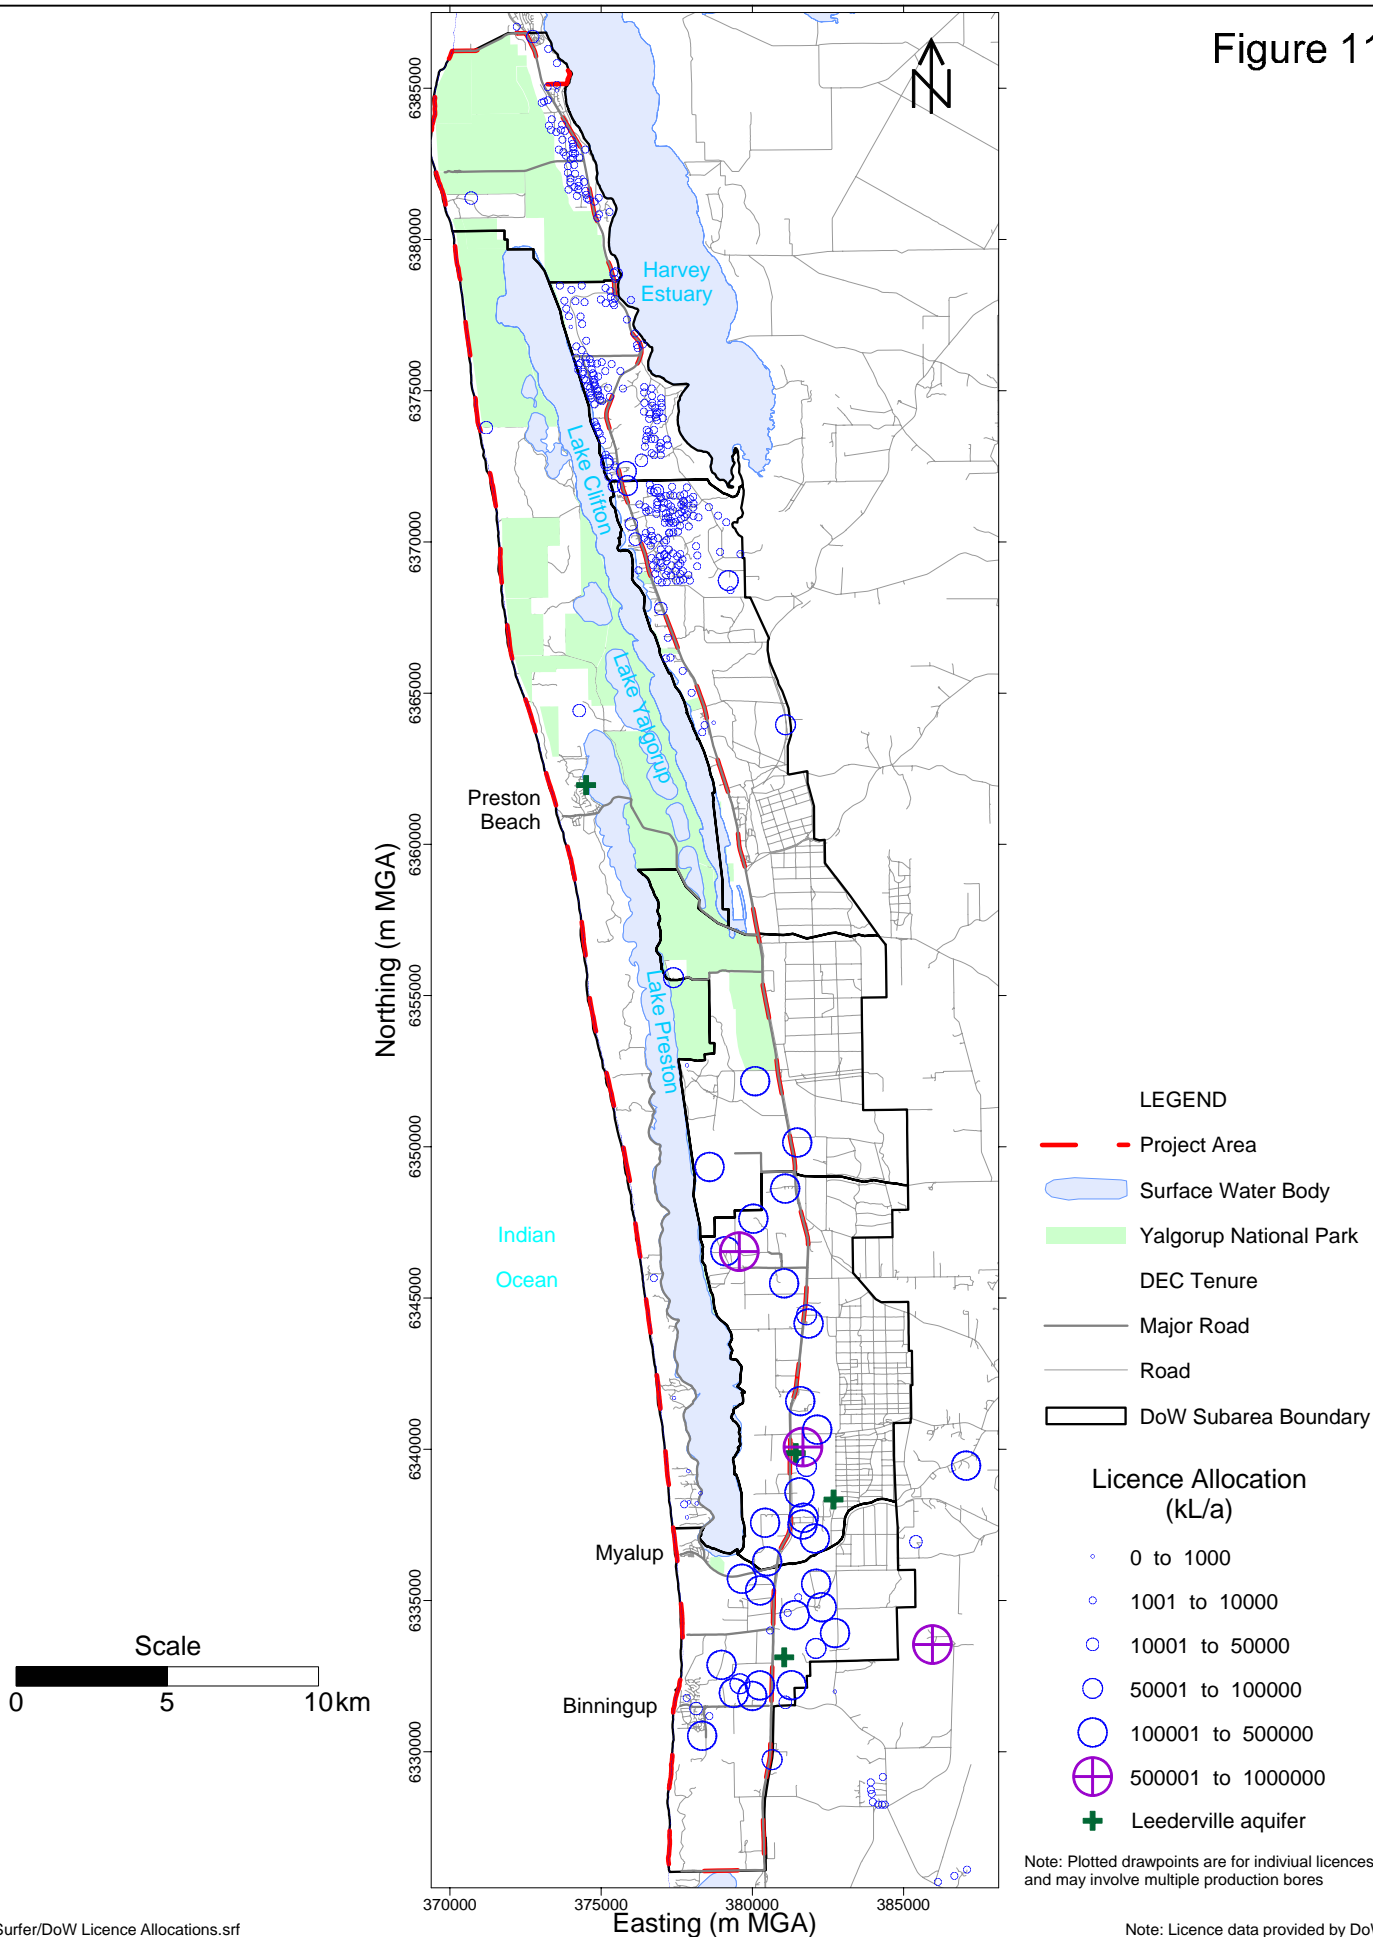 Figure 11
N
6385000
6380000
6375000
6370000
6365000
6360000
6355000
6350000
6345000
6340000
6335000
6330000
Northing (m MGA)
Harvey
Estuary
Lake Clifton
Lake Yalgorup
Preston
Beach
Lake Preston
Indian
Ocean
Myalup
Binningup
370000
375000
380000
385000
Easting (m MGA)
Scale
0
5
10km
LEGEND
Project Area
Surface Water Body
Yalgorup National Park
DEC Tenure
Major Road
Road
DoW Subarea Boundary
Licence Allocation
(kL/a)
0 to 1000
1001 to 10000
10001 to 50000
50001 to 100000
100001 to 500000
500001 to 1000000
Leederville aquifer
Note: Plotted drawpoints are for indiviual licences
and may involve multiple production bores
Surfer/DoW Licence Allocations.srf
Note: Licence data provided by DoW